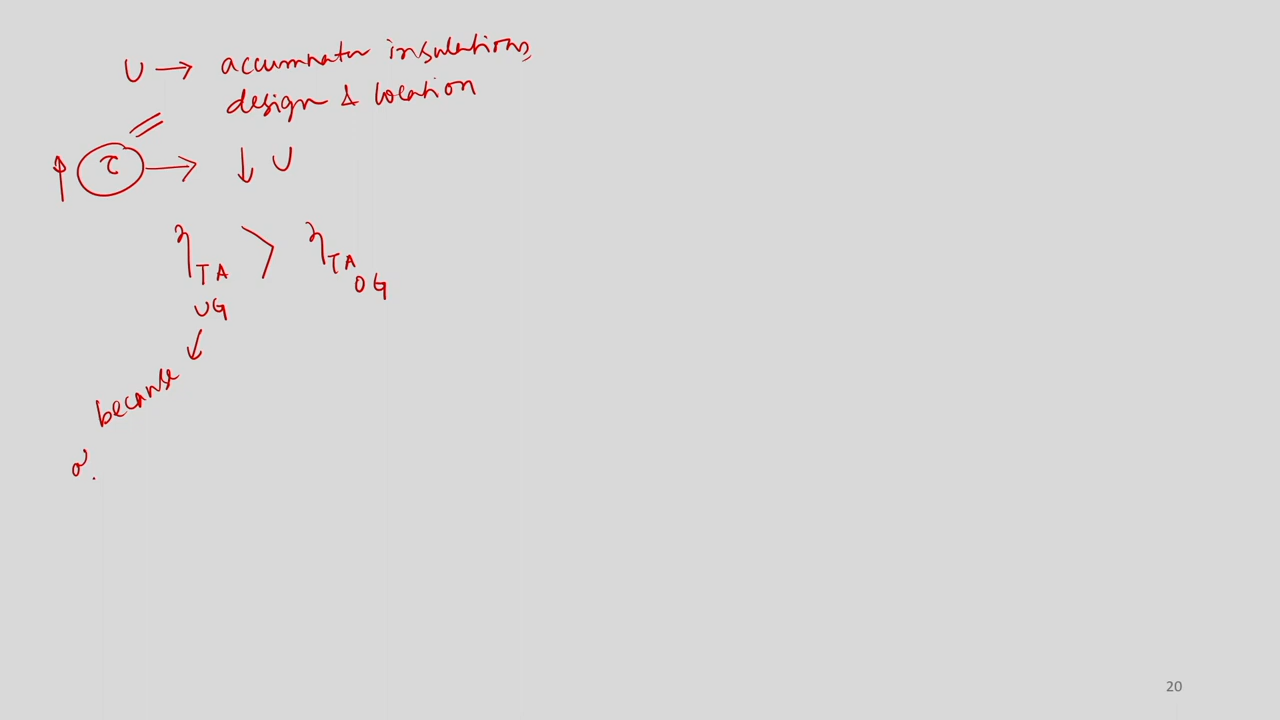 U → accumnator insulations,
design & location
↑ τ → ↓ U
η TA UG > η TA OG
because
20